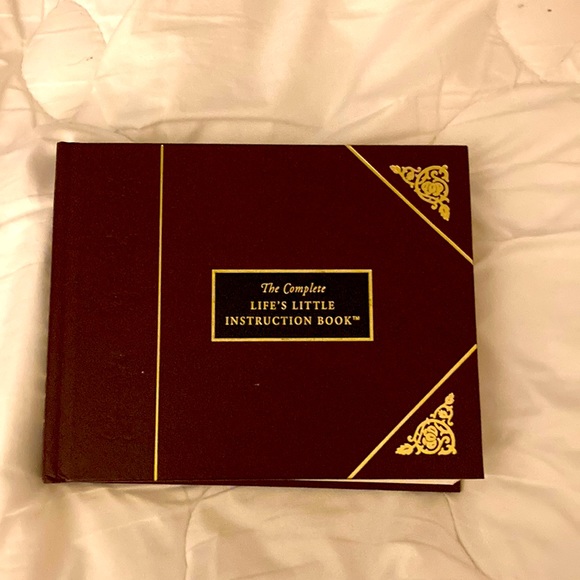 The Complete
LIFE'S LITTLE
INSTRUCTION BOOK™